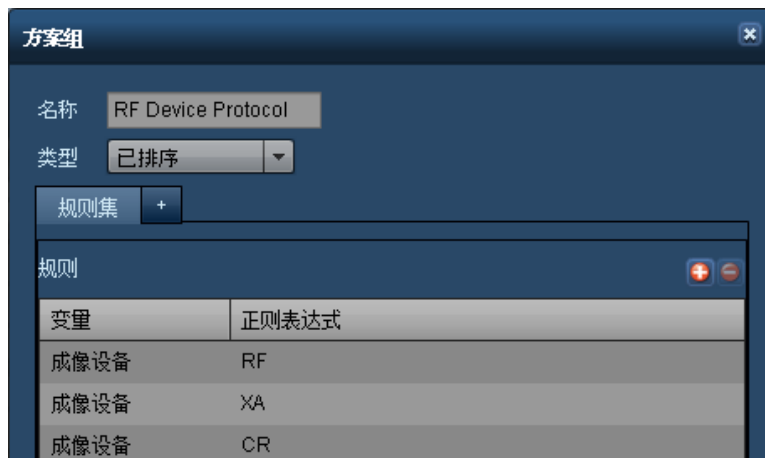 方案组
名称 RF Device Protocol
类型 已排序
规则集 +
规则
变量 正则表达式
成像设备 RF
成像设备 XA
成像设备 CR